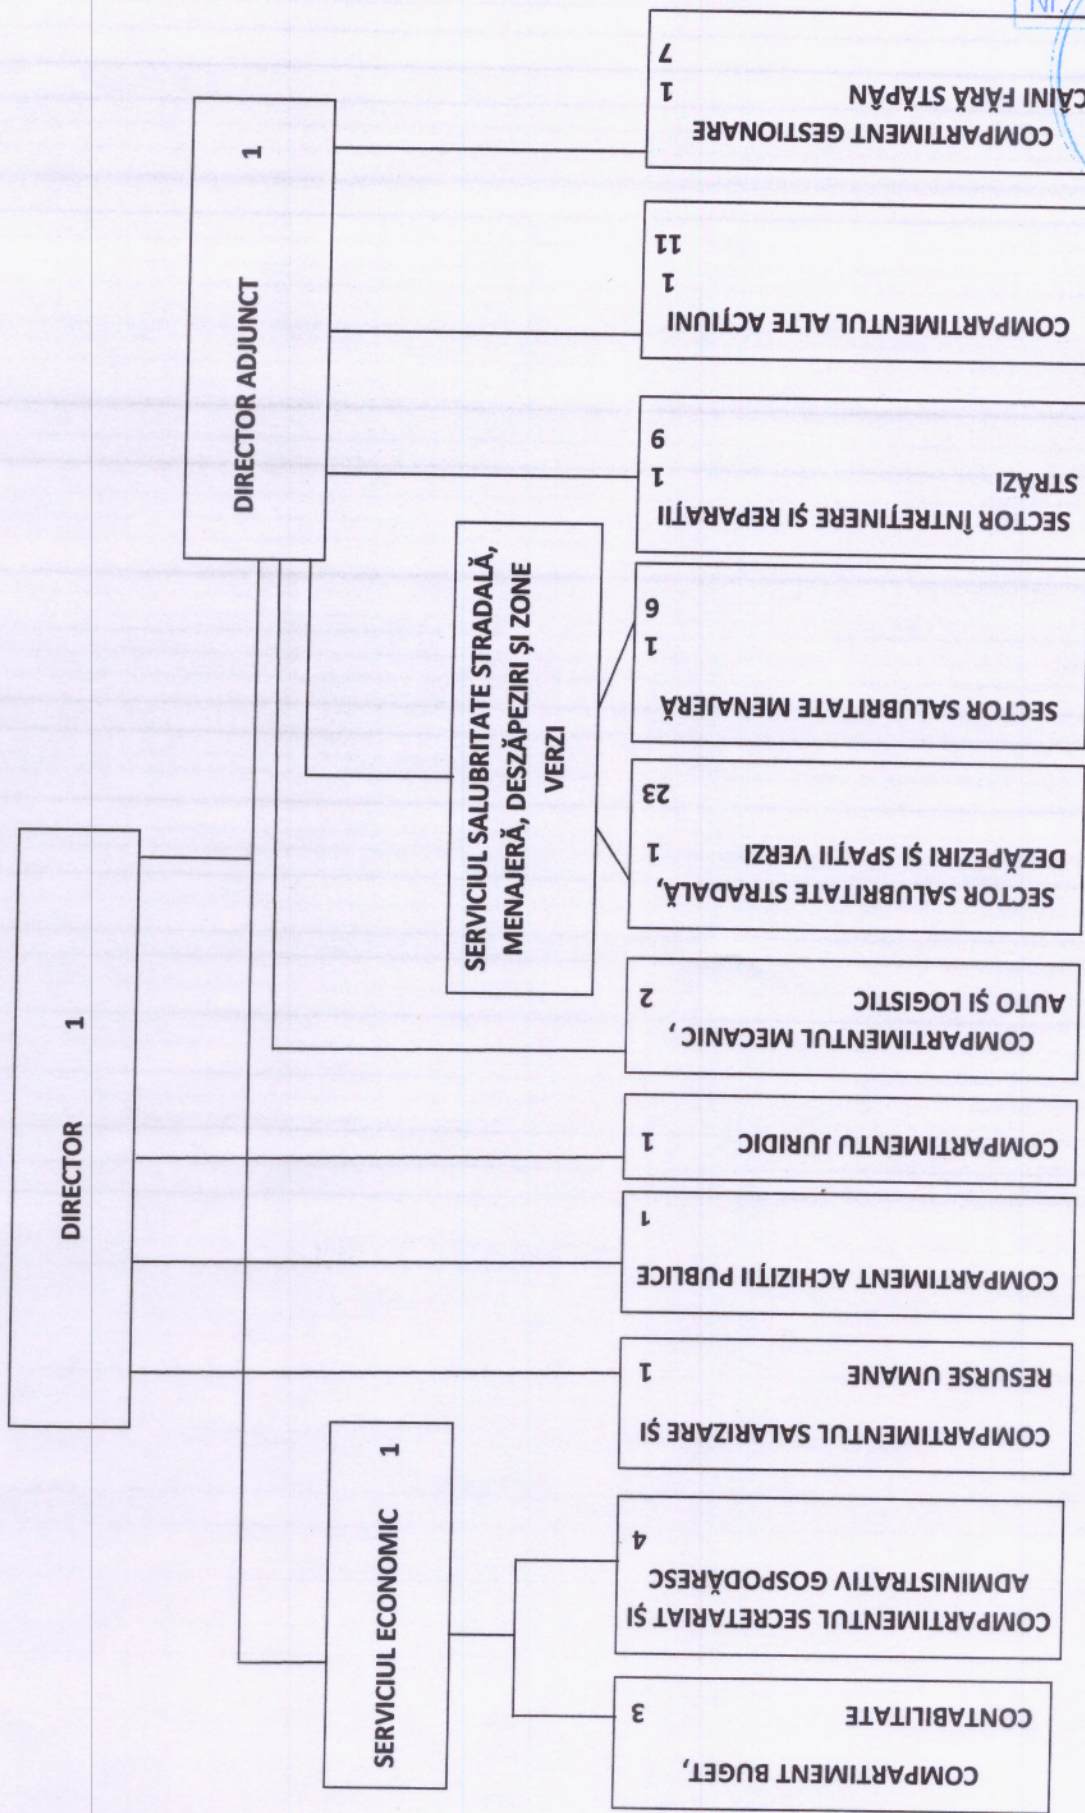 Nr.
DIRECTOR 1
DIRECTOR ADJUNCT 1
SERVICIUL ECONOMIC 1
SERVICIUL SALUBRITATE STRADALĂ,
MENAJERĂ, DESZĂPEZIRI ȘI ZONE
VERZI
COMPARTIMENT BUGET,
CONTABILITATE
3
COMPARTIMENTUL SECRETARIAT ȘI
ADMINISTRATIV GOSPODĂRESC
4
COMPARTIMENTUL SALARIZARE ȘI
RESURSE UMANE
1
COMPARTIMENT ACHIZIȚII PUBLICE
1
COMPARTIMENTU JURIDIC
1
COMPARTIMENTUL MECANIC ,
AUTO ȘI LOGISTIC
2
SECTOR SALUBRITATE STRADALĂ,
DEZĂPEZIRI ȘI SPAȚII VERZI
1
23
SECTOR SALUBRITATE MENAJERĂ
1
6
SECTOR ÎNTREȚINERE ȘI REPARAȚII
STRĂZI
1
9
COMPARTIMENTUL ALTE ACȚIUNI
1
11
COMPARTIMENT GESTIONARE
CÂINI FĂRĂ STĂPÂN
1
7